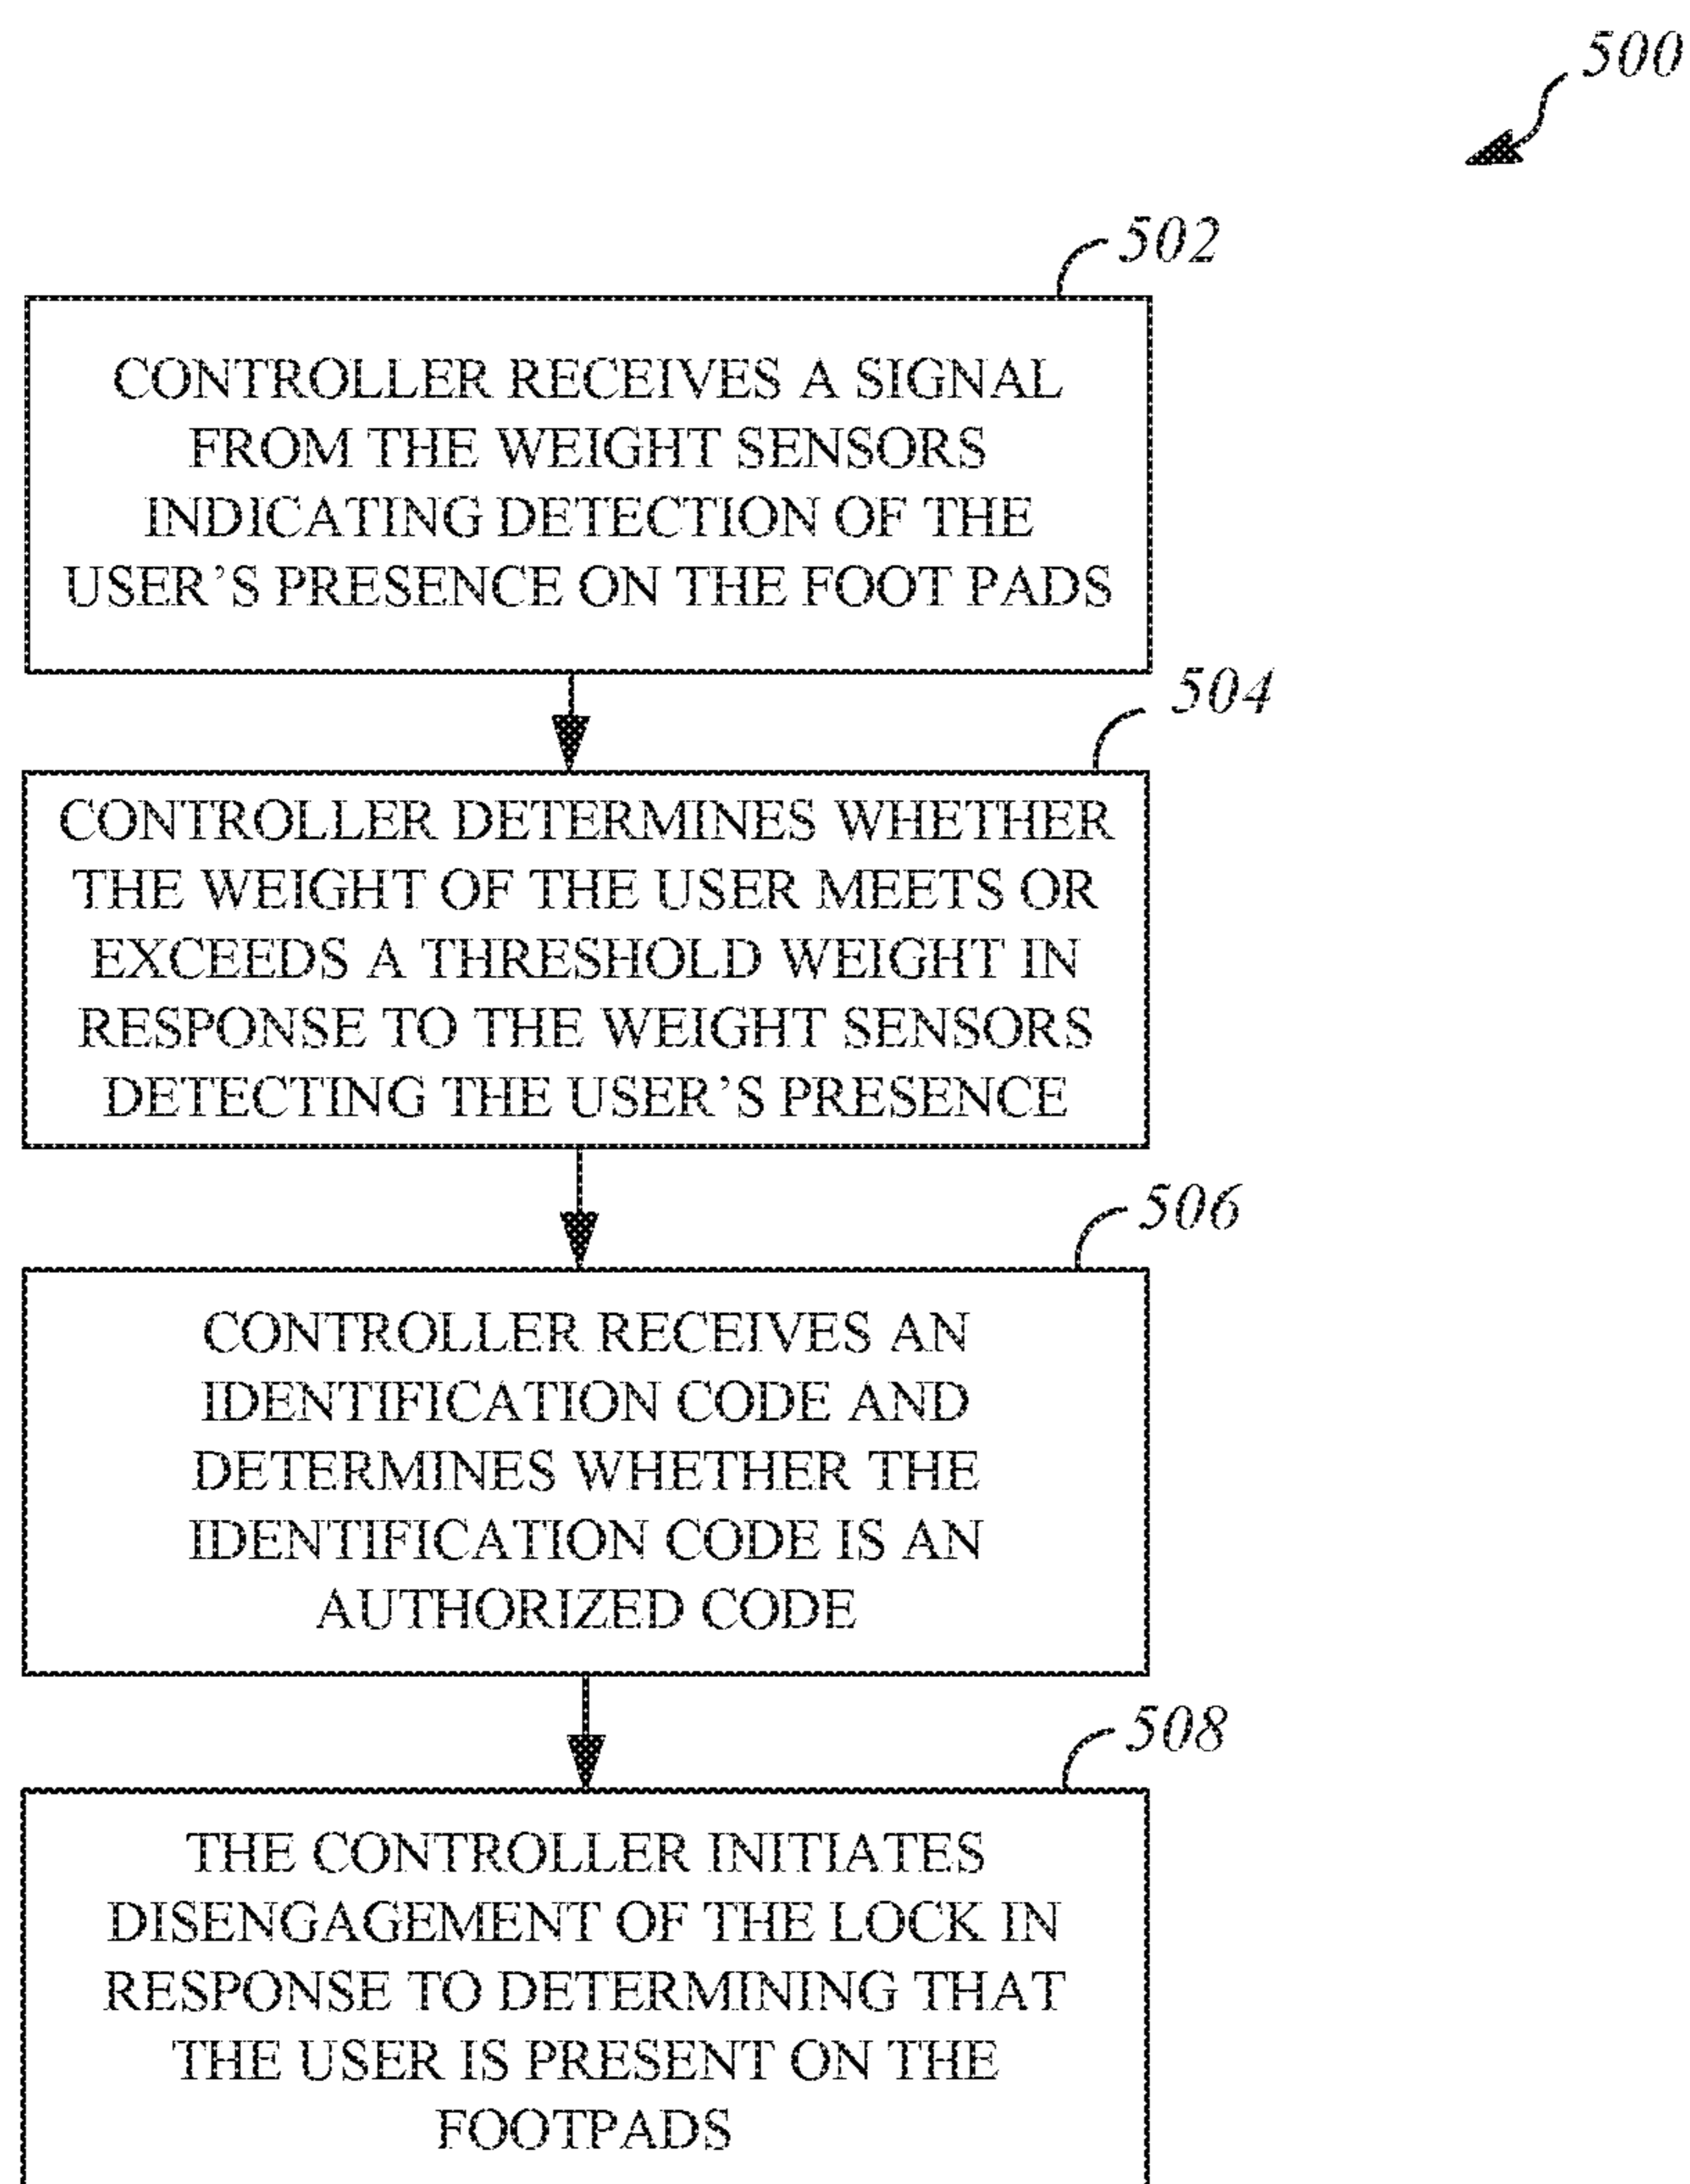 500
502
CONTROLLER RECEIVES A SIGNAL
FROM THE WEIGHT SENSORS
INDICATING DETECTION OF THE
USER’S PRESENCE ON THE FOOT PADS
504
CONTROLLER DETERMINES WHETHER
THE WEIGHT OF THE USER MEETS OR
EXCEEDS A THRESHOLD WEIGHT IN
RESPONSE TO THE WEIGHT SENSORS
DETECTING THE USER’S PRESENCE
506
CONTROLLER RECEIVES AN
IDENTIFICATION CODE AND
DETERMINES WHETHER THE
IDENTIFICATION CODE IS AN
AUTHORIZED CODE
508
THE CONTROLLER INITIATES
DISENGAGEMENT OF THE LOCK IN
RESPONSE TO DETERMINING THAT
THE USER IS PRESENT ON THE
FOOTPADS